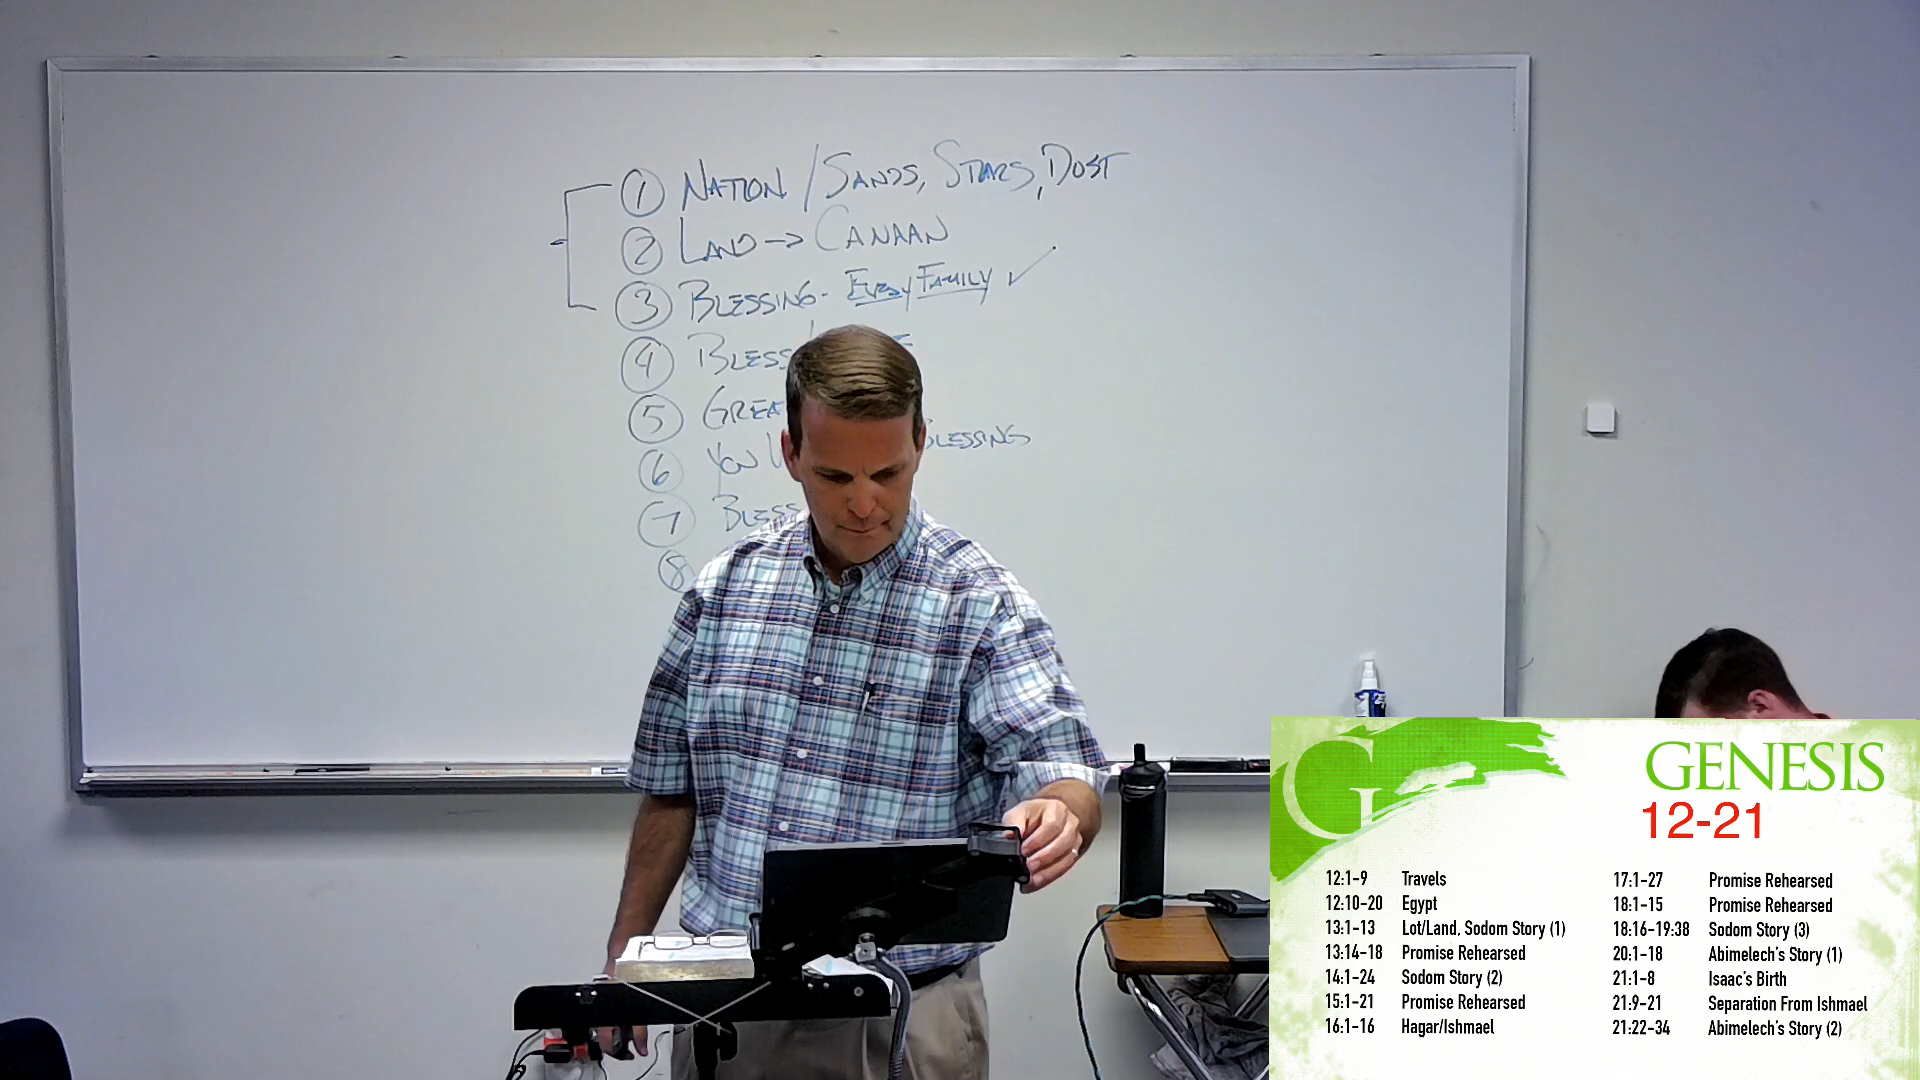 ① NATION / SANDS, STARS, DUST
② LAND → CANAAN
③ BLESSING - EVERY FAMILY ✓
④ BLESS
⑤ GREA
⑥ YOU BLESSING
⑦ BLESS
⑧
G
GENESIS
12-21
12:1-9 Travels
12:10-20 Egypt
13:1-13 Lot/Land, Sodom Story (1)
13:14-18 Promise Rehearsed
14:1-24 Sodom Story (2)
15:1-21 Promise Rehearsed
16:1-16 Hagar/Ishmael
17:1-27 Promise Rehearsed
18:1-15 Promise Rehearsed
18:16-19:38 Sodom Story (3)
20:1-18 Abimelech's Story (1)
21:1-8 Isaac's Birth
21:9-21 Separation From Ishmael
21:22-34 Abimelech's Story (2)